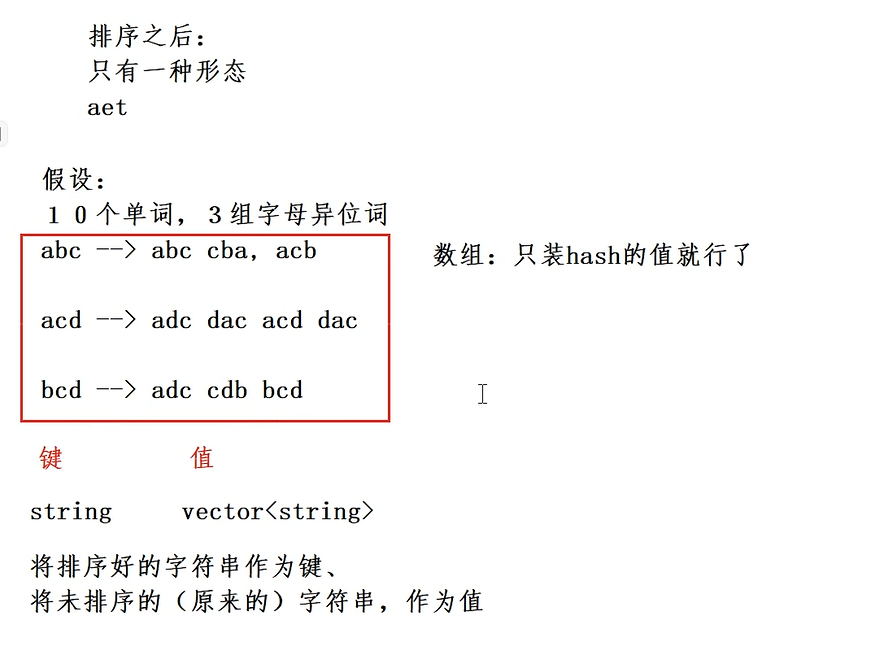 排序之后：
只有一种形态
aet
假设：
１０个单词，３组字母异位词
abc --> abc cba, acb
数组：只装hash的值就行了
acd --> adc dac acd dac
bcd --> adc cdb bcd
键 值
string vector<string>
将排序好的字符串作为键、
将未排序的（原来的）字符串，作为值